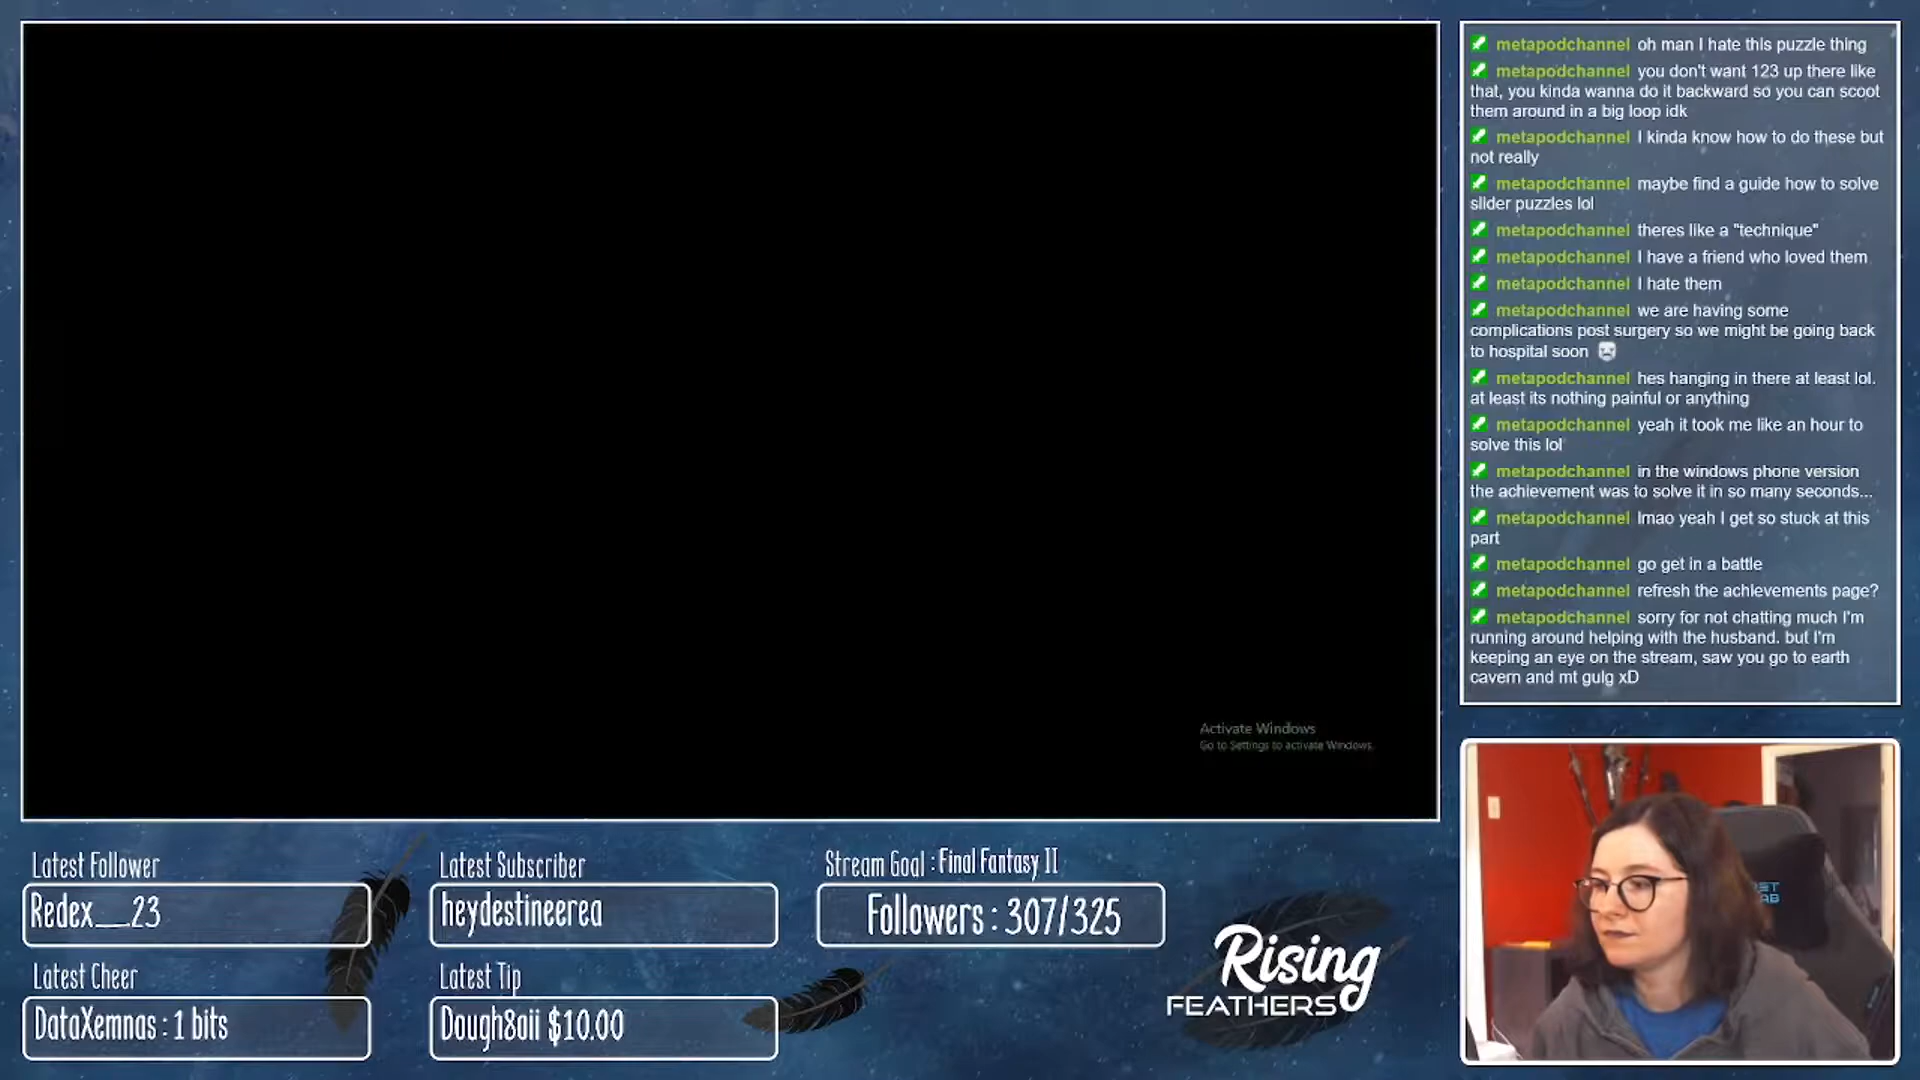 metapodchannel oh man I hate this puzzle thing
metapodchannel you don't want 123 up there like
that, you kinda wanna do it backward so you can scoot
them around in a big loop idk
metapodchannel I kinda know how to do these but
not really
metapodchannel maybe find a guide how to solve
slider puzzles lol
metapodchannel theres like a "technique"
metapodchannel I have a friend who loved them
metapodchannel I hate them
metapodchannel we are having some
complications post surgery so we might be going back
to hospital soon
metapodchannel hes hanging in there at least lol.
at least its nothing painful or anything
metapodchannel yeah it took me like an hour to
solve this lol
metapodchannel in the windows phone version
the achievement was to solve it in so many seconds...
metapodchannel lmao yeah I get so stuck at this
part
metapodchannel go get in a battle
metapodchannel refresh the achievements page?
metapodchannel sorry for not chatting much I'm
running around helping with the husband. but I'm
keeping an eye on the stream, saw you go to earth
cavern and mt gulg xD
Activate Windows
Go to Settings to activate Windows.
Latest Follower
Redex__23
Latest Subscriber
heydestineerea
Stream Goal : Final Fantasy II
Followers : 307/325
Latest Cheer
DataXemnas : 1 bits
Latest Tip
Dough8oii $10.00
Rising
FEATHERS